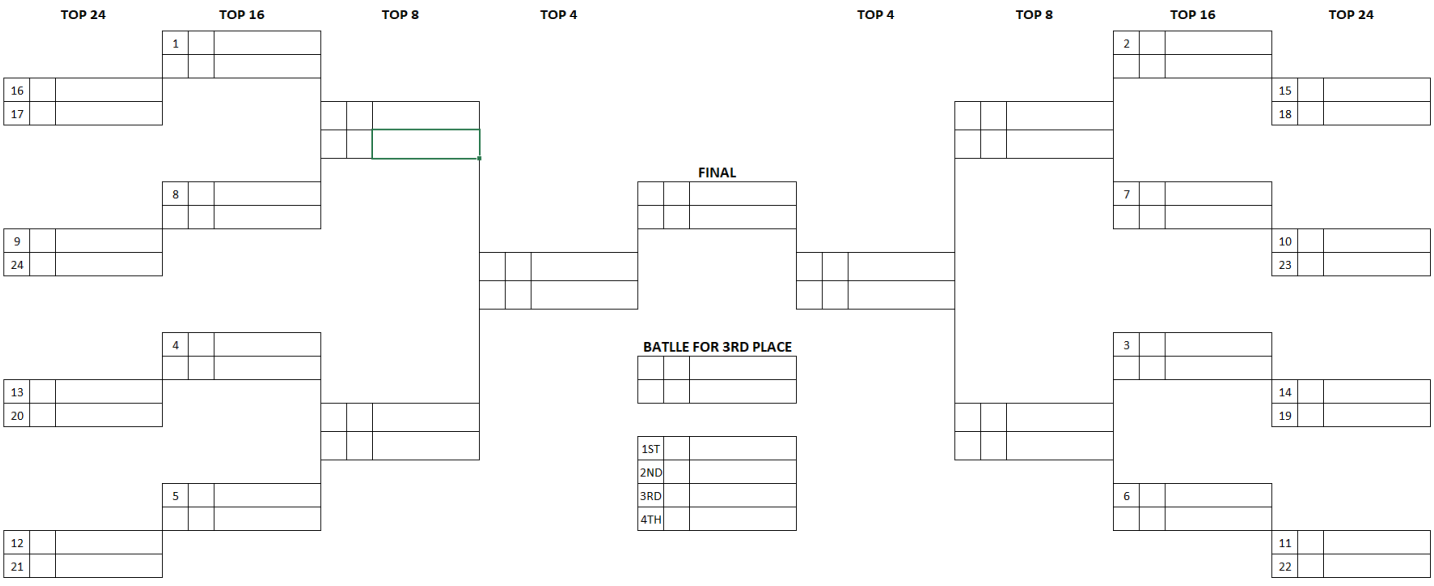 TOP 24 TOP 16 TOP 8 TOP 4 TOP 4 TOP 8 TOP 16 TOP 24
1 2
16 15
17 18
FINAL
8 7
9 10
24 23
4 BATLLE FOR 3RD PLACE 3
13 14
20 19
1ST
2ND
5 3RD 6
4TH
12 11
21 22